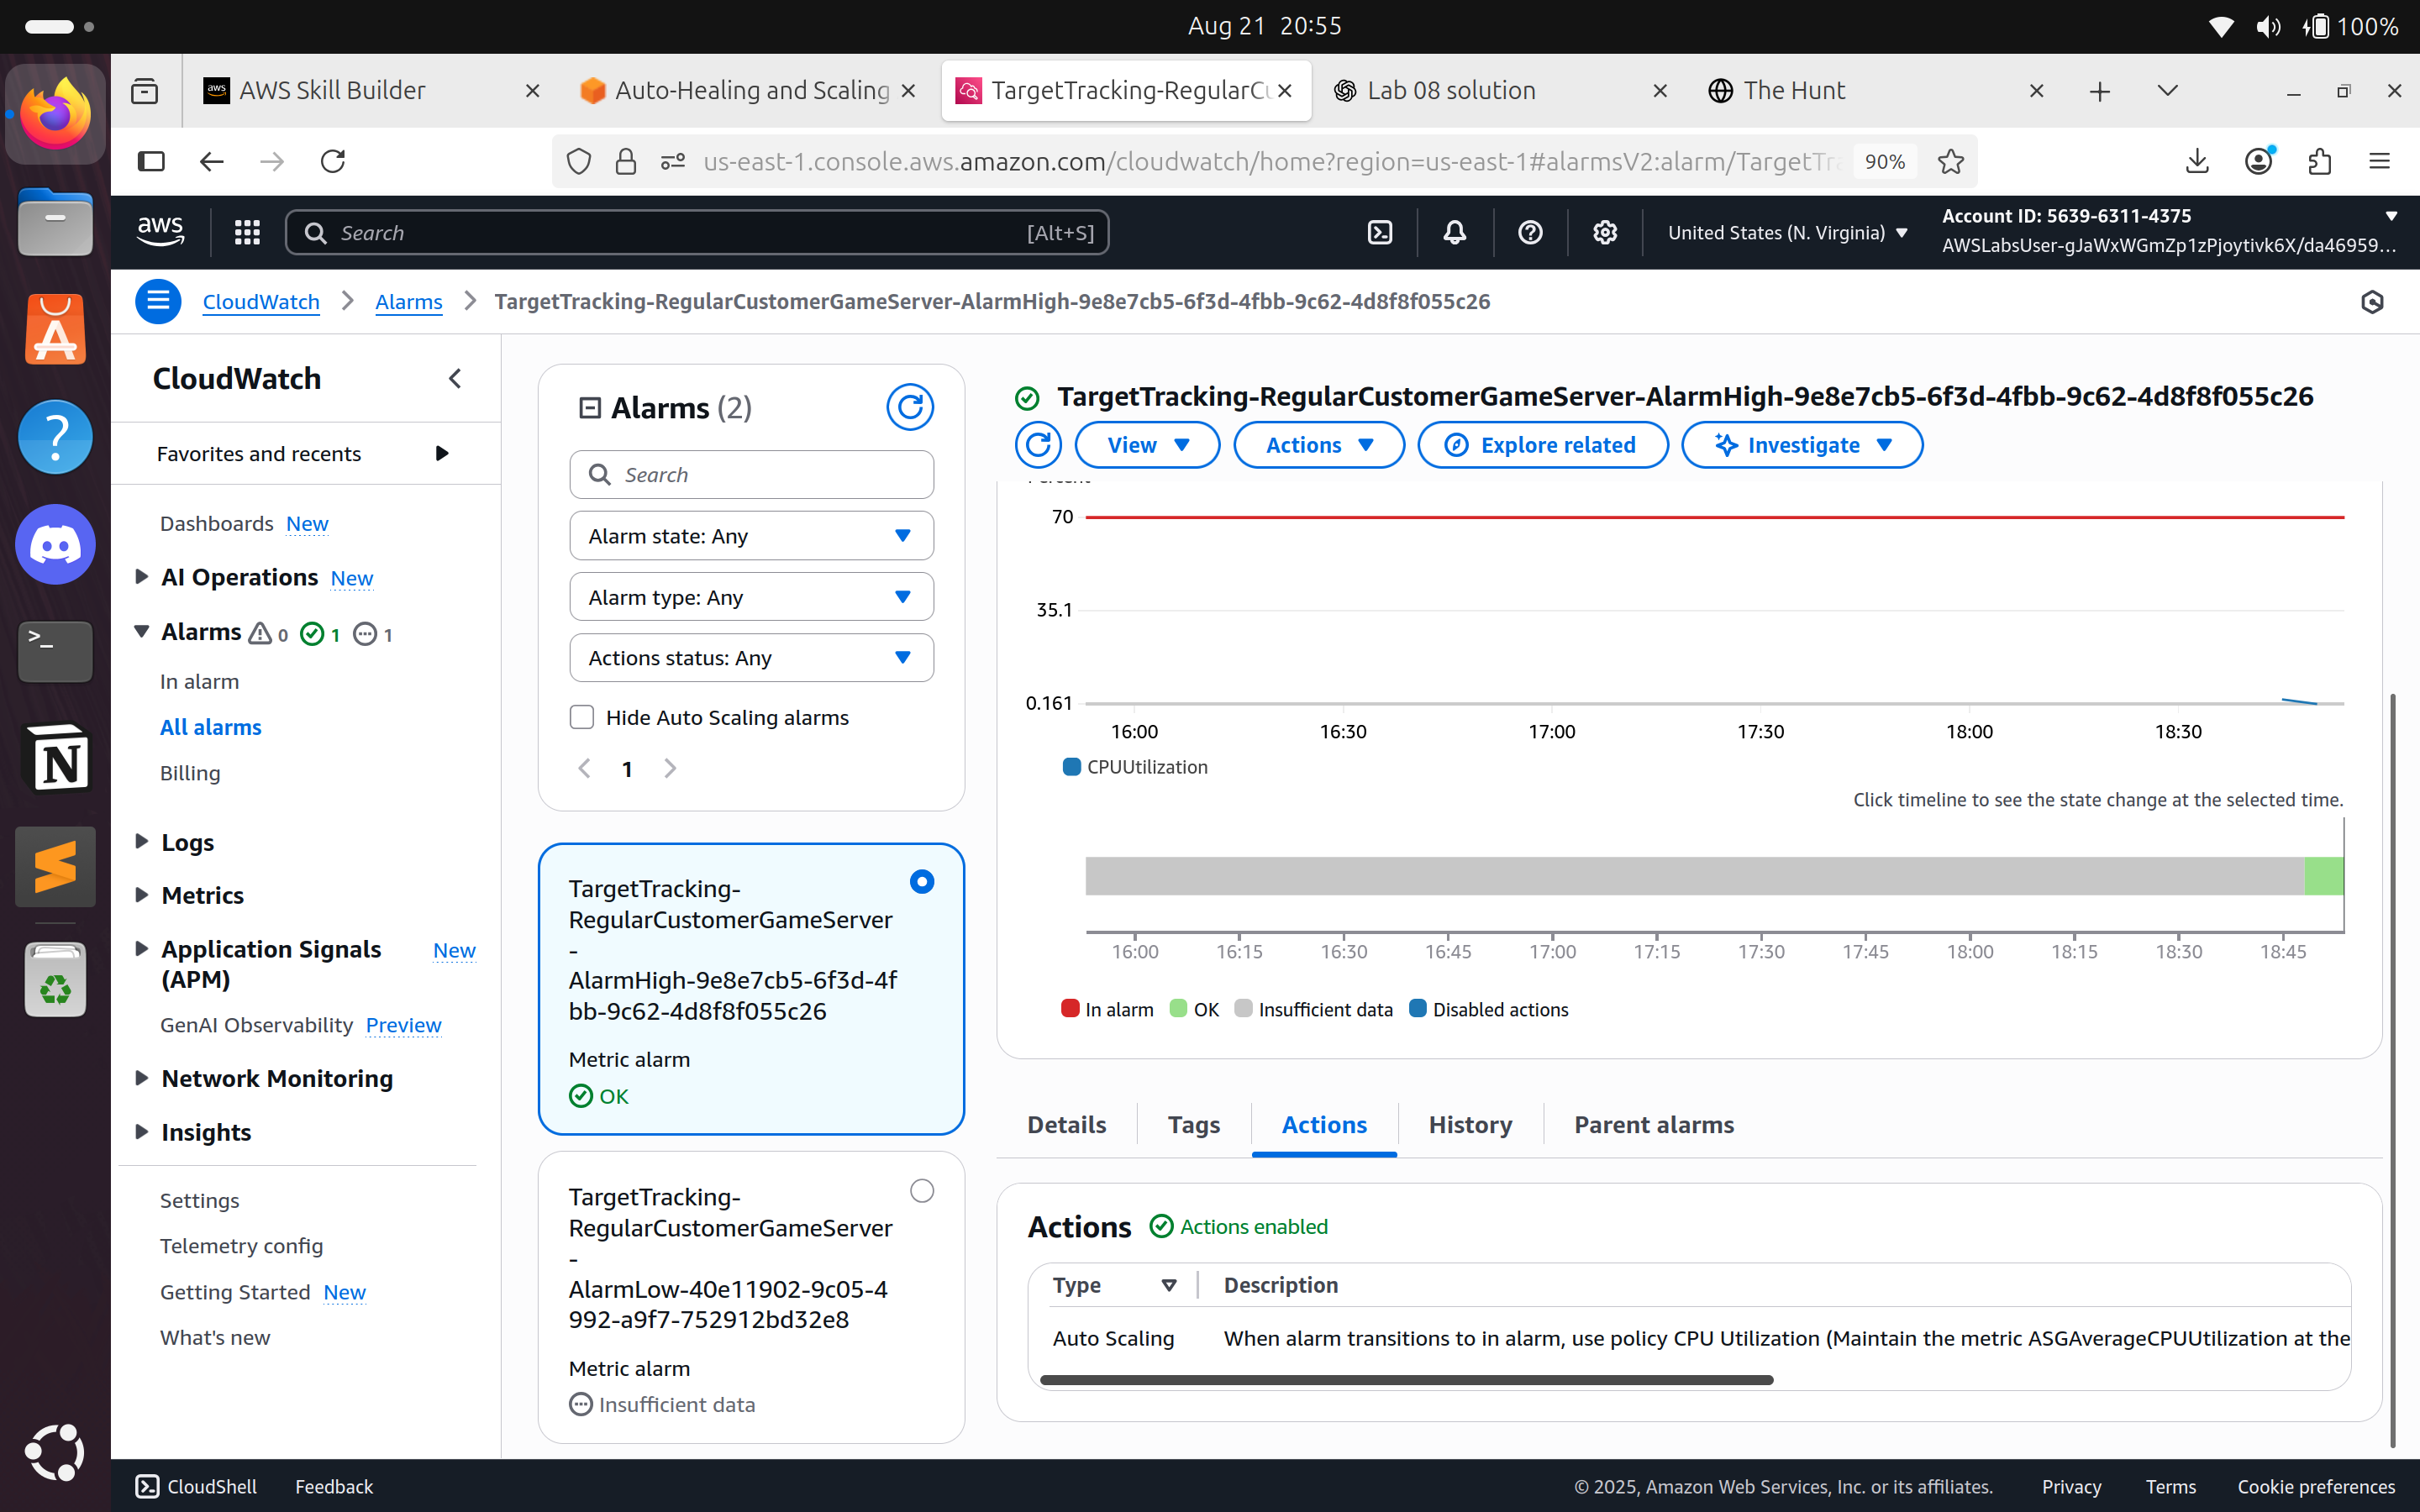 Aug 21 20:55
100%
AWS Skill Builder
Auto-Healing and Scaling
TargetTracking-RegularCu
Lab 08 solution
The Hunt
us-east-1.console.aws.amazon.com/cloudwatch/home?region=us-east-1#alarmsV2:alarm/TargetTra
90%
aws
Search
[Alt+S]
United States (N. Virginia)
Account ID: 5639-6311-4375
AWSLabsUser-gJaWxWGmZp1zPjoytivk6X/da46959...
CloudWatch
Alarms
TargetTracking-RegularCustomerGameServer-AlarmHigh-9e8e7cb5-6f3d-4fbb-9c62-4d8f8f055c26
CloudWatch
Favorites and recents
Dashboards New
AI Operations New
Alarms 0 1 1
In alarm
All alarms
Billing
Logs
Metrics
Application Signals New
(APM)
GenAI Observability Preview
Network Monitoring
Insights
Settings
Telemetry config
Getting Started New
What's new
Alarms (2)
Search
Alarm state: Any
Alarm type: Any
Actions status: Any
Hide Auto Scaling alarms
1
TargetTracking-
RegularCustomerGameServer
-
AlarmHigh-9e8e7cb5-6f3d-4f
bb-9c62-4d8f8f055c26
Metric alarm
OK
TargetTracking-
RegularCustomerGameServer
-
AlarmLow-40e11902-9c05-4
992-a9f7-752912bd32e8
Metric alarm
Insufficient data
TargetTracking-RegularCustomerGameServer-AlarmHigh-9e8e7cb5-6f3d-4fbb-9c62-4d8f8f055c26
View
Actions
Explore related
Investigate
Percent
70
35.1
0.161
16:00 16:30 17:00 17:30 18:00 18:30
CPUUtilization
Click timeline to see the state change at the selected time.
16:00 16:15 16:30 16:45 17:00 17:15 17:30 17:45 18:00 18:15 18:30 18:45
In alarm OK Insufficient data Disabled actions
Details Tags Actions History Parent alarms
Actions Actions enabled
Type Description
Auto Scaling When alarm transitions to in alarm, use policy CPU Utilization (Maintain the metric ASGAverageCPUUtilization at the
CloudShell Feedback
© 2025, Amazon Web Services, Inc. or its affiliates. Privacy Terms Cookie preferences